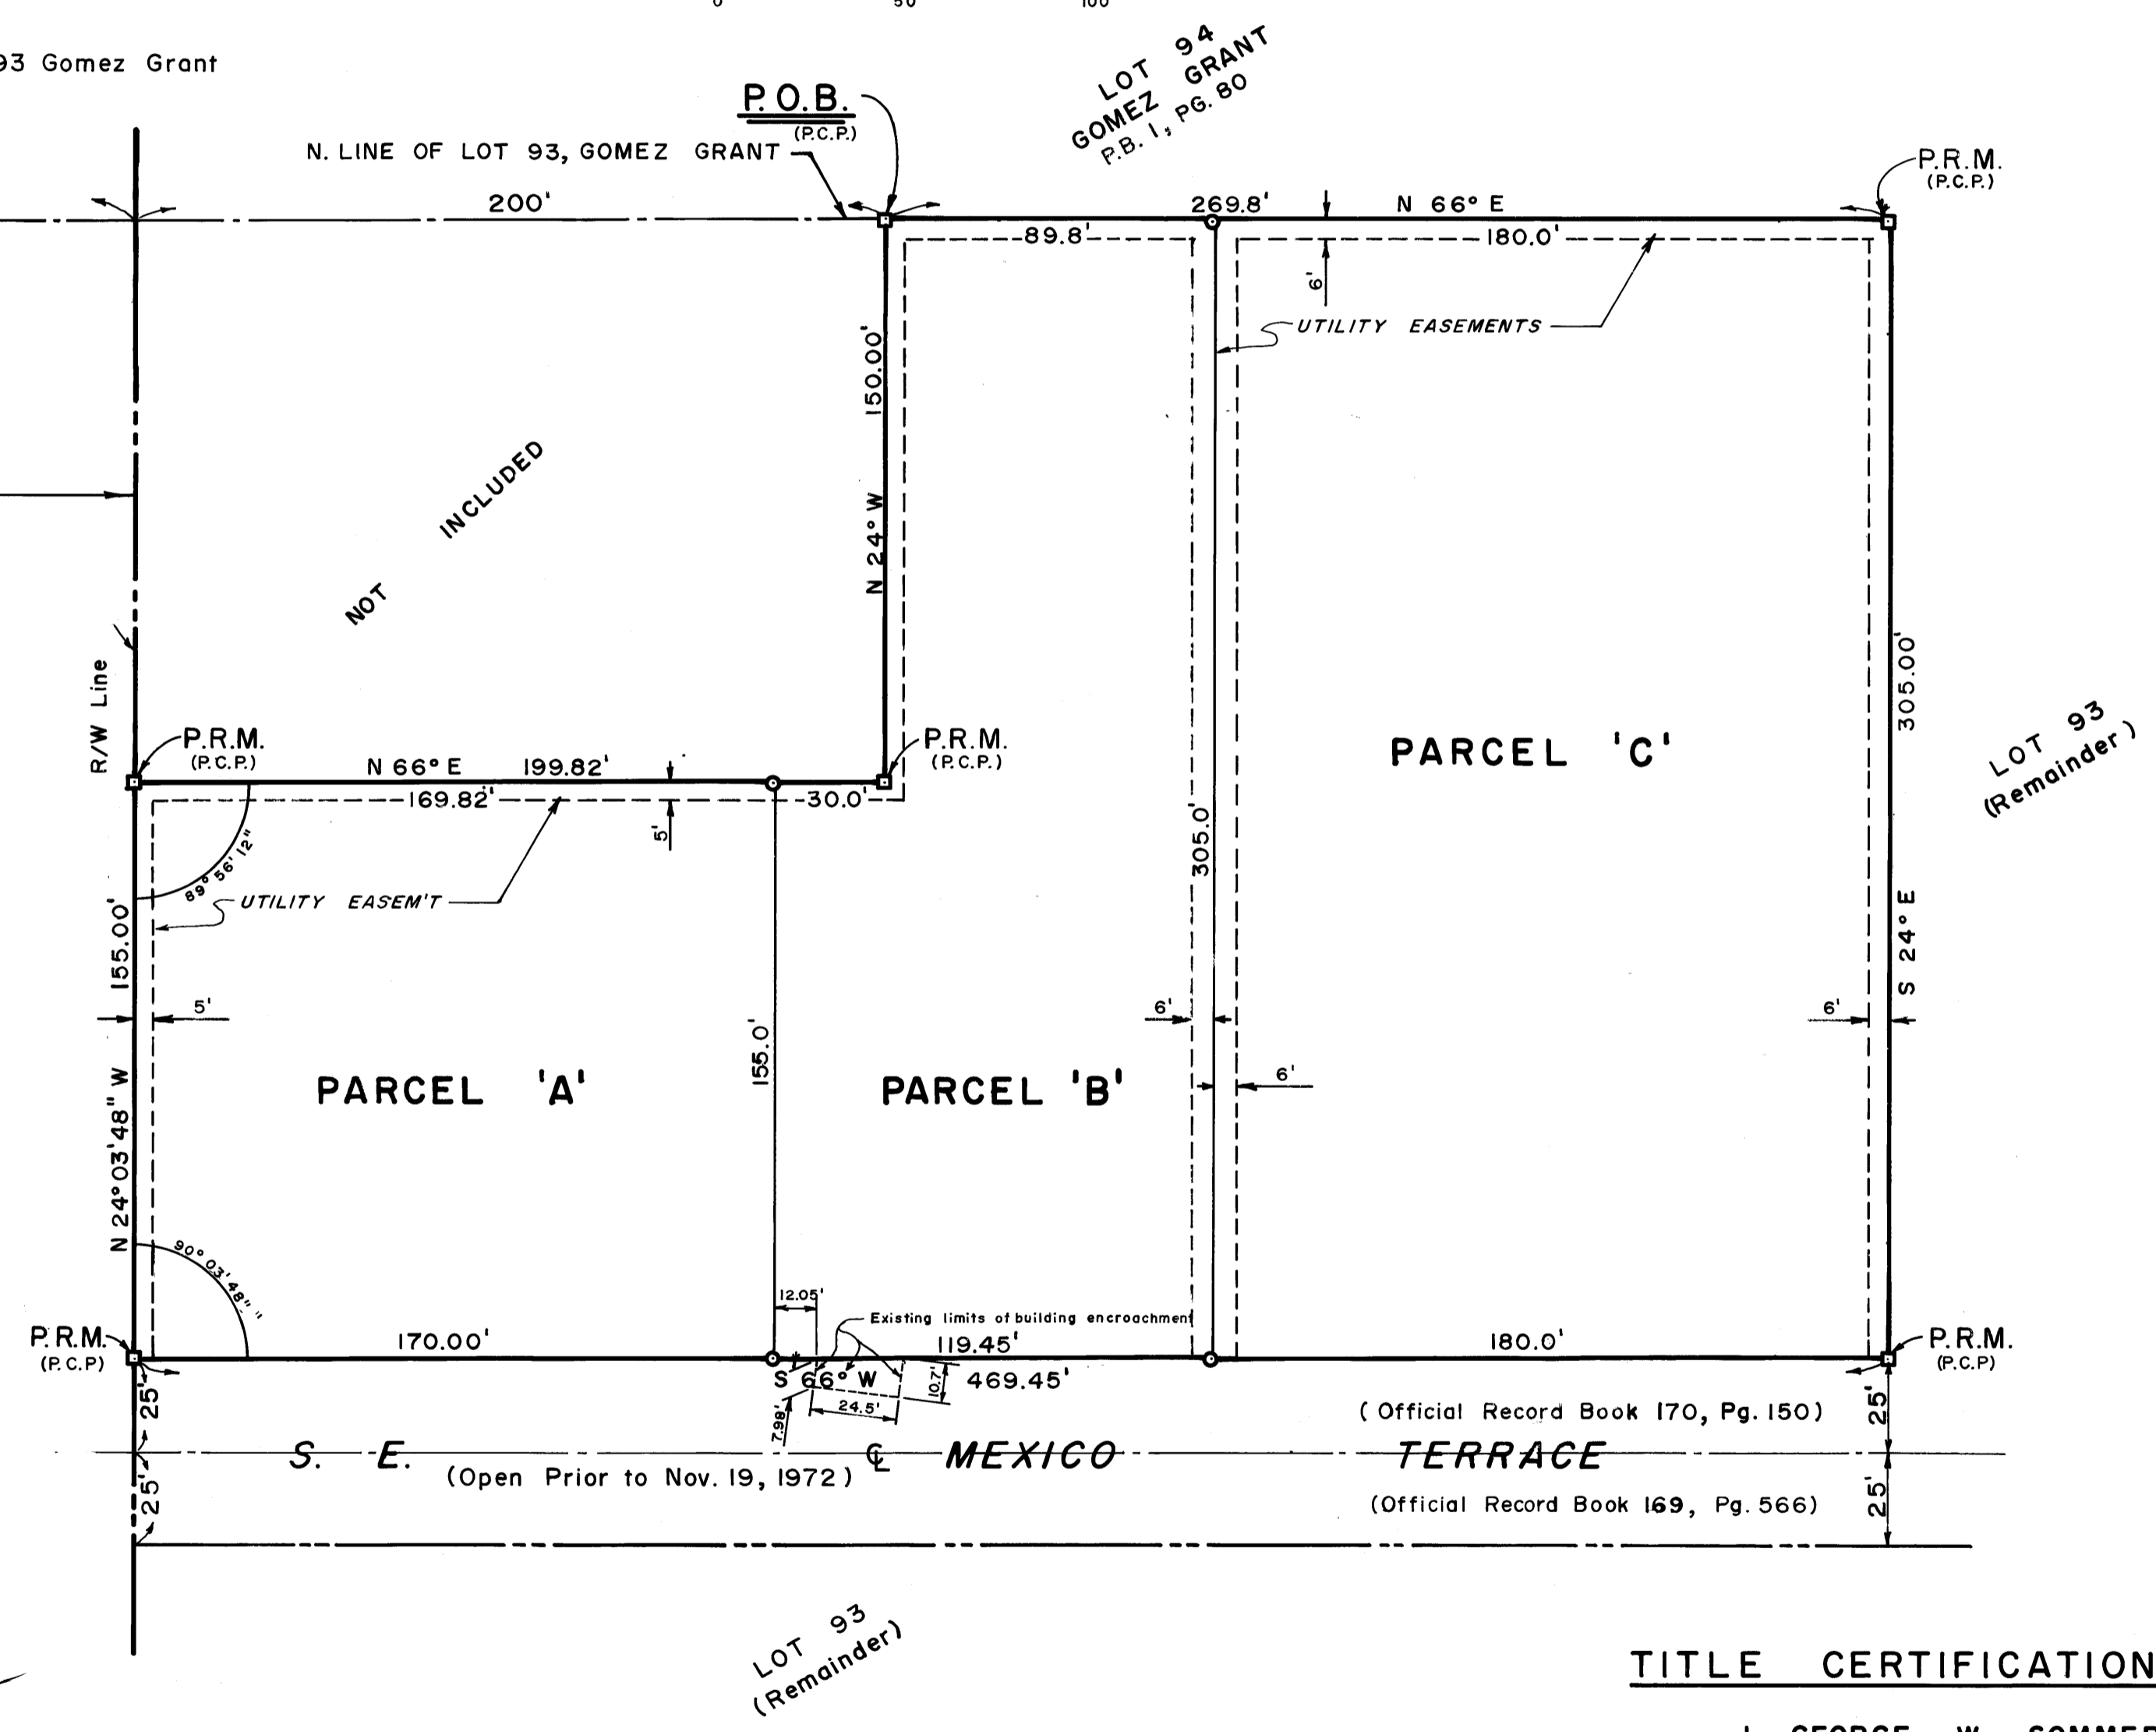 0 50 100
93 Gomez Grant
LOT 94
GOMEZ GRANT
P.B. 1, PG. 80
P.O.B.
(P.C.P.)
N. LINE OF LOT 93, GOMEZ GRANT
P.R.M.
(P.C.P.)
200'
269.8'
N 66° E
89.8'
180.0'
6'
UTILITY EASEMENTS
150.00'
N 24° W
NOT INCLUDED
R/W Line
P.R.M.
(P.C.P.)
N 66° E 199.82'
P.R.M.
(P.C.P.)
169.82'
30.0'
5'
89° 56' 12"
UTILITY EASEM'T
PARCEL 'C'
305.00'
S 24° E
LOT 93
(Remainder)
305.0'
155.00'
N 24° 03' 48" W
5'
155.0'
6'
6'
6'
PARCEL 'A'
PARCEL 'B'
90° 03' 48"
12.05'
Existing limits of building encroachment
P.R.M.
(P.C.P)
170.00'
119.45'
180.0'
P.R.M.
(P.C.P)
S 66° W
469.45'
10.7'
24.5'
7.98'
25'
25'
(Official Record Book 170, Pg. 150)
25'
S. E. ℄ MEXICO TERRACE
(Open Prior to Nov. 19, 1972)
(Official Record Book 169, Pg. 566)
25'
LOT 93
(Remainder)
TITLE CERTIFICATION